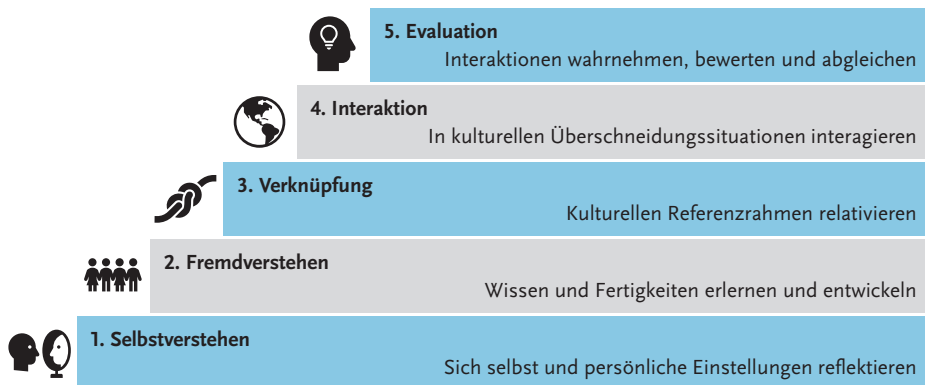 5. Evaluation
Interaktionen wahrnehmen, bewerten und abgleichen
4. Interaktion
In kulturellen Überschneidungssituationen interagieren
3. Verknüpfung
Kulturellen Referenzrahmen relativieren
2. Fremdverstehen
Wissen und Fertigkeiten erlernen und entwickeln
1. Selbstverstehen
Sich selbst und persönliche Einstellungen reflektieren